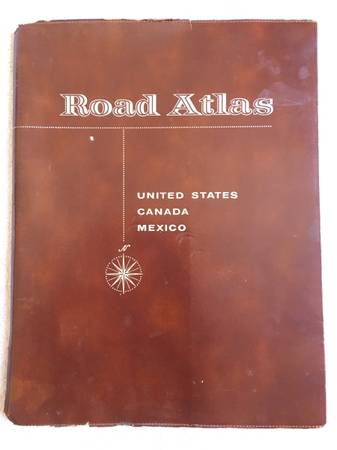 Road Atlas
UNITED STATES
CANADA
MEXICO
N